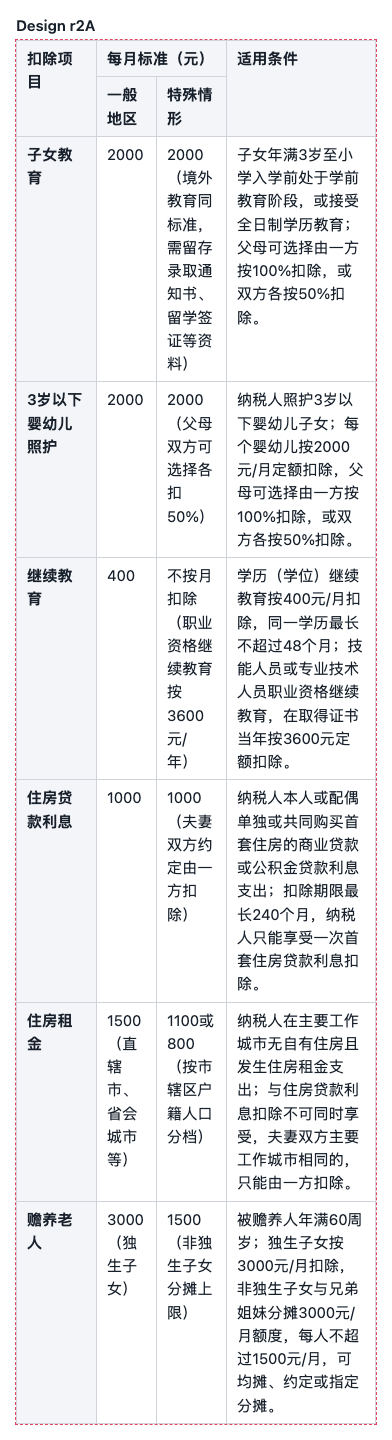 Design r2A
扣除项
目
每月标准（元）
适用条件
一般
地区
特殊情
形
子女教
育
2000
2000
（境外
教育同
标准，
需留存
录取通
知书、
留学签
证等资
料）
子女年满3岁至小
学入学前处于学前
教育阶段，或接受
全日制学历教育；
父母可选择由一方
按100%扣除，或
双方各按50%扣
除。
3岁以下
婴幼儿
照护
2000
2000
（父母
双方可
选择各
扣
50%）
纳税人照护3岁以
下婴幼儿子女；每
个婴幼儿按2000
元/月定额扣除，父
母可选择由一方按
100%扣除，或双
方各按50%扣除。
继续教
育
400
不按月
扣除
（职业
资格继
续教育
按
3600
元/
年）
学历（学位）继续
教育按400元/月扣
除，同一学历最长
不超过48个月；技
能人员或专业技术
人员职业资格继续
教育，在取得证书
当年按3600元定
额扣除。
住房贷
款利息
1000
1000
（夫妻
双方约
定由一
方扣
除）
纳税人本人或配偶
单独或共同购买首
套住房的商业贷款
或公积金贷款利息
支出；扣除期限最
长240个月，纳税
人只能享受一次首
套住房贷款利息扣
除。
住房租
金
1500
（直
辖
市、
省会
城市
等）
1100或
800
（按市
辖区户
籍人口
分档）
纳税人在主要工作
城市无自有住房且
发生住房租金支
出；与住房贷款利
息扣除不可同时享
受，夫妻双方主要
工作城市相同的，
只能由一方扣除。
赡养老
人
3000
（独
生子
女）
1500
（非独
生子女
分摊上
限）
被赡养人年满60周
岁；独生子女按
3000元/月扣除，
非独生子女与兄弟
姐妹分摊3000元/
月额度，每人不超
过1500元/月，可
均摊、约定或指定
分摊。